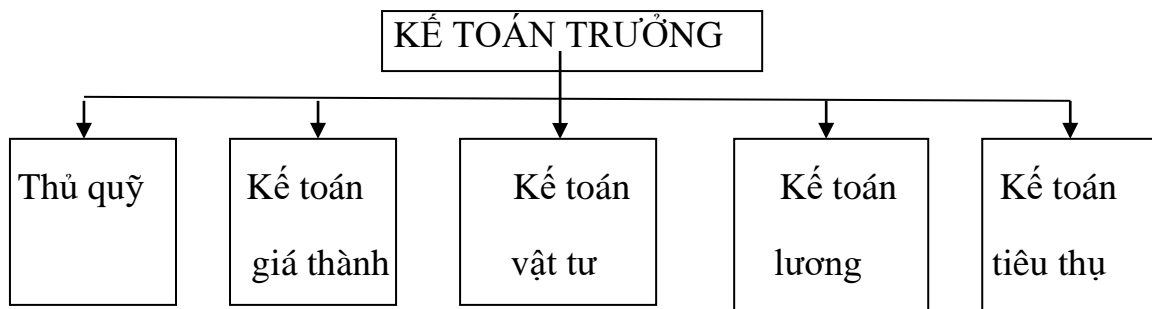 KẾ TOÁN TRƯỞNG
Thủ quỹ
Kế toán
giá thành
Kế toán
vật tư
Kế toán
lương
Kế toán
tiêu thụ